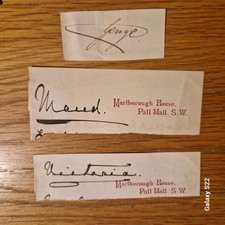 George
Maud.
Marlborough House.
Pall Mall. S.W.
Victoria.
Marlborough House.
Pall Mall. S.W.
Galaxy S22